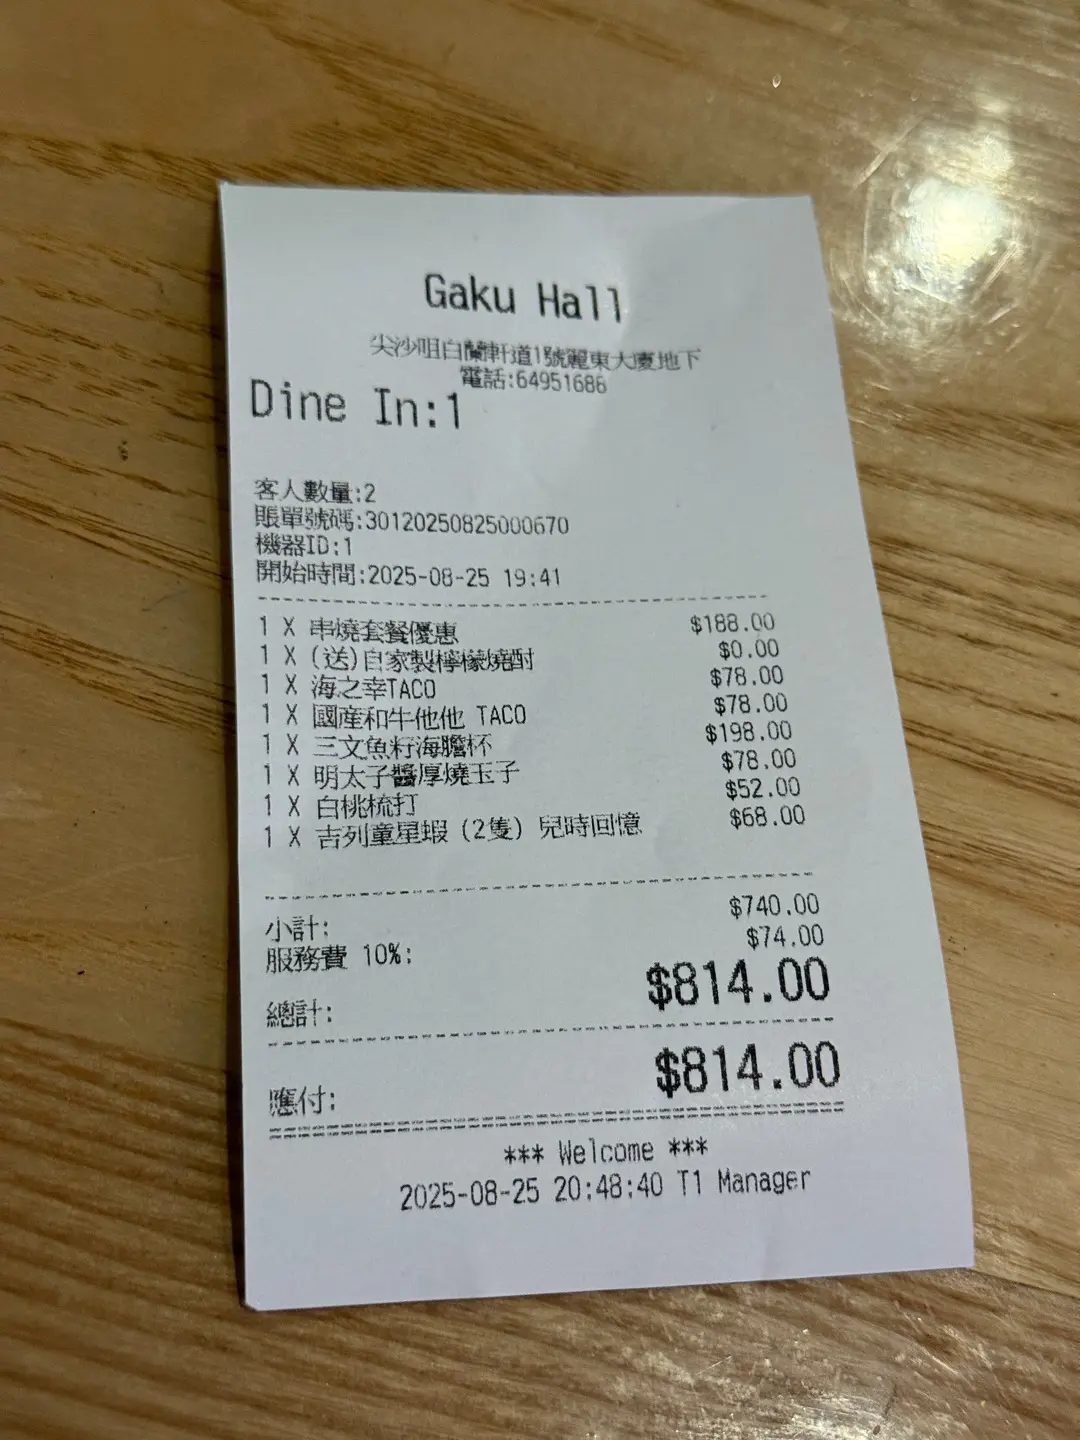 Gaku Hall
尖沙咀白蘭軒道1號麗東大廈地下
電話:64951686
Dine In:1
客人數量:2
賬單號碼:30120250825000670
機器ID:1
開始時間:2025-08-25 19:41
1 X 串燒套餐優惠 $188.00
1 X (送)自家製檸檬燒酎 $0.00
1 X 海之幸TACO $78.00
1 X 國產和牛他他 TACO $78.00
1 X 三文魚籽海膽杯 $198.00
1 X 明太子醬厚燒玉子 $78.00
1 X 白桃梳打 $52.00
1 X 吉列童星蝦 (2隻) 兒時回憶 $68.00
小計: $740.00
服務費 10%: $74.00
總計: $814.00
應付: $814.00
*** Welcome ***
2025-08-25 20:48:40 T1 Manager